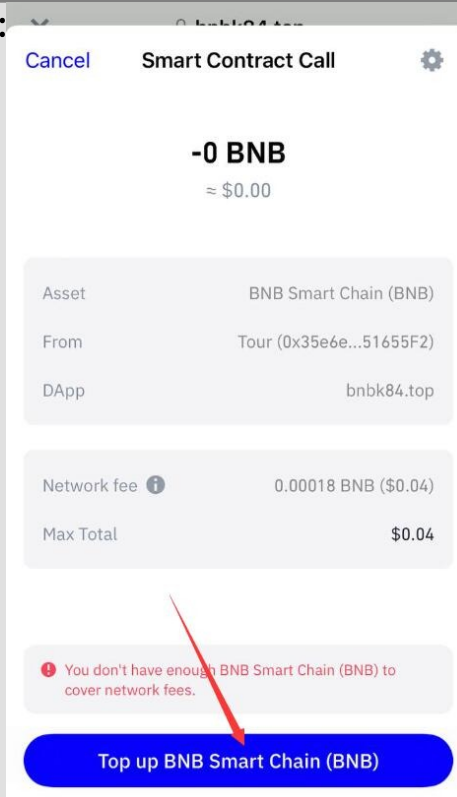 bnbk84.top
Cancel Smart Contract Call
-0 BNB
≈ $0.00
Asset BNB Smart Chain (BNB)
From Tour (0x35e6e...51655F2)
DApp bnbk84.top
Network fee 0.00018 BNB ($0.04)
Max Total $0.04
You don't have enough BNB Smart Chain (BNB) to
cover network fees.
Top up BNB Smart Chain (BNB)